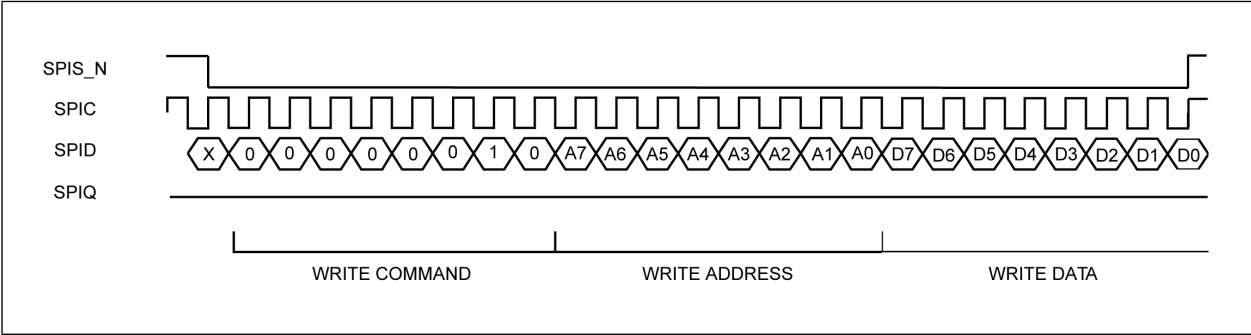 SPIS_N
SPIC
SPID X 0 0 0 0 0 0 1 0 A7 A6 A5 A4 A3 A2 A1 A0 D7 D6 D5 D4 D3 D2 D1 D0
SPIQ
WRITE COMMAND WRITE ADDRESS WRITE DATA